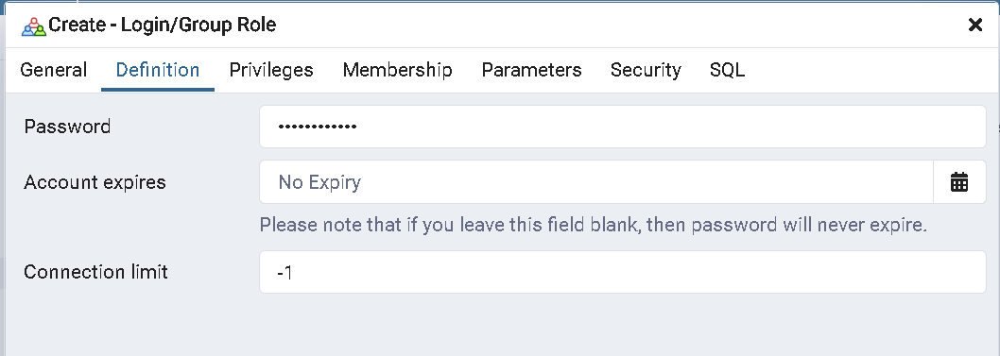 Create - Login/Group Role
General Definition Privileges Membership Parameters Security SQL
Password ••••••••••••
Account expires No Expiry
Please note that if you leave this field blank, then password will never expire.
Connection limit -1